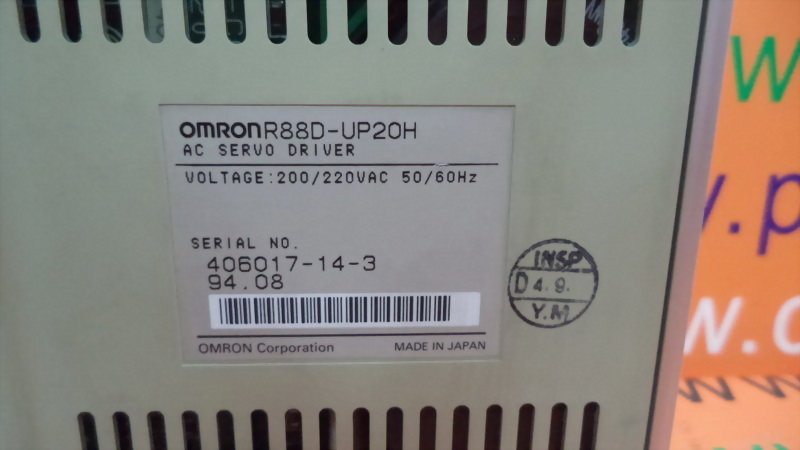 OMRON R88D-UP20H
AC SERVO DRIVER
VOLTAGE:200/220VAC 50/60Hz
SERIAL NO.
406017-14-3
94.08
OMRON Corporation MADE IN JAPAN
INSP
D 4.9.
Y.M